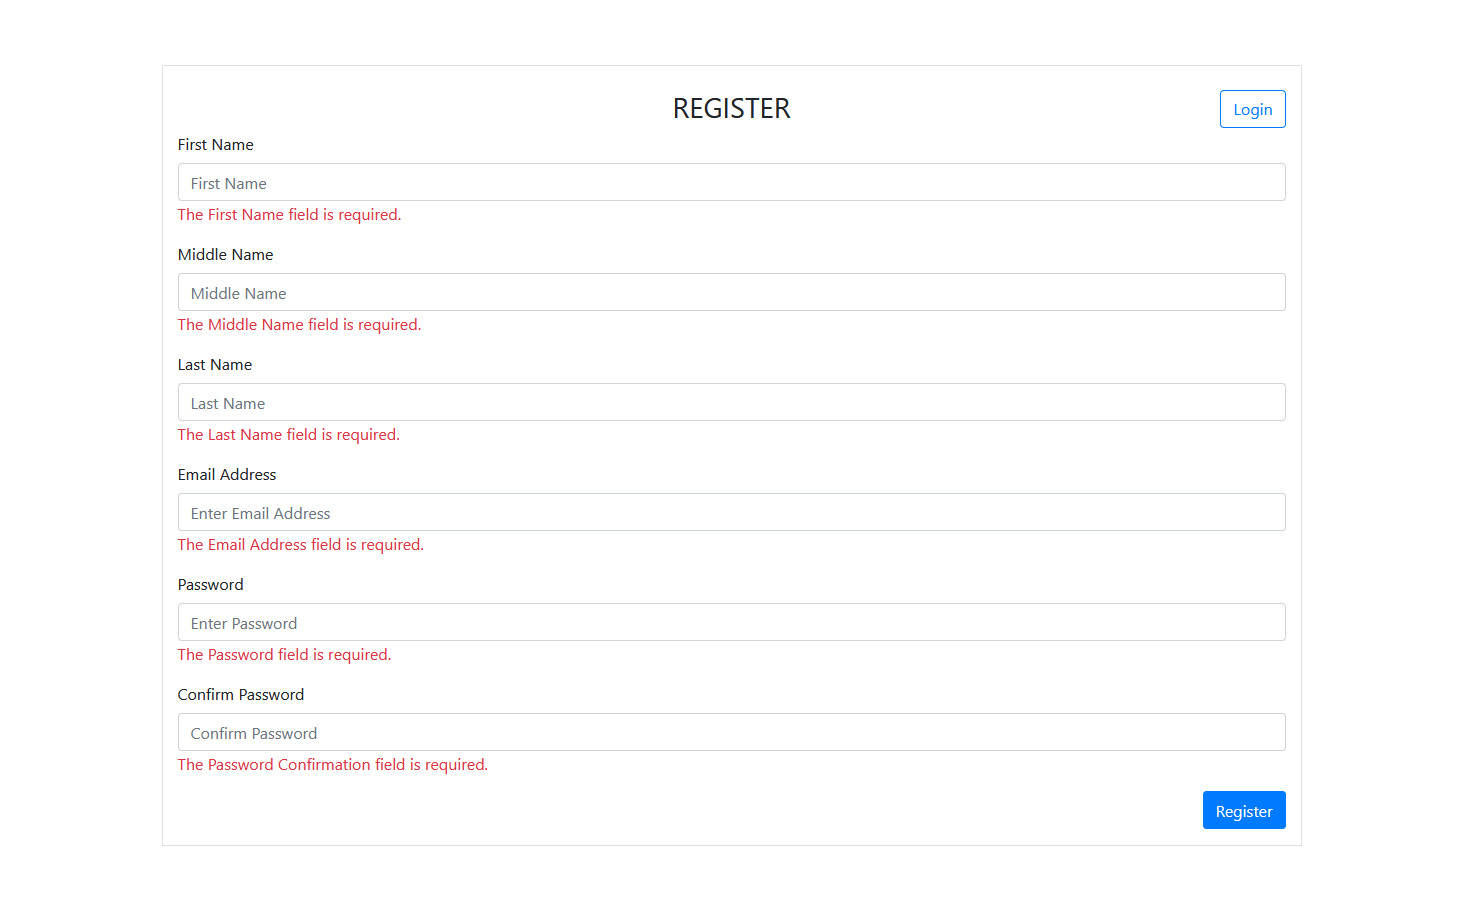 REGISTER
Login
First Name
First Name
The First Name field is required.
Middle Name
Middle Name
The Middle Name field is required.
Last Name
Last Name
The Last Name field is required.
Email Address
Enter Email Address
The Email Address field is required.
Password
Enter Password
The Password field is required.
Confirm Password
Confirm Password
The Password Confirmation field is required.
Register